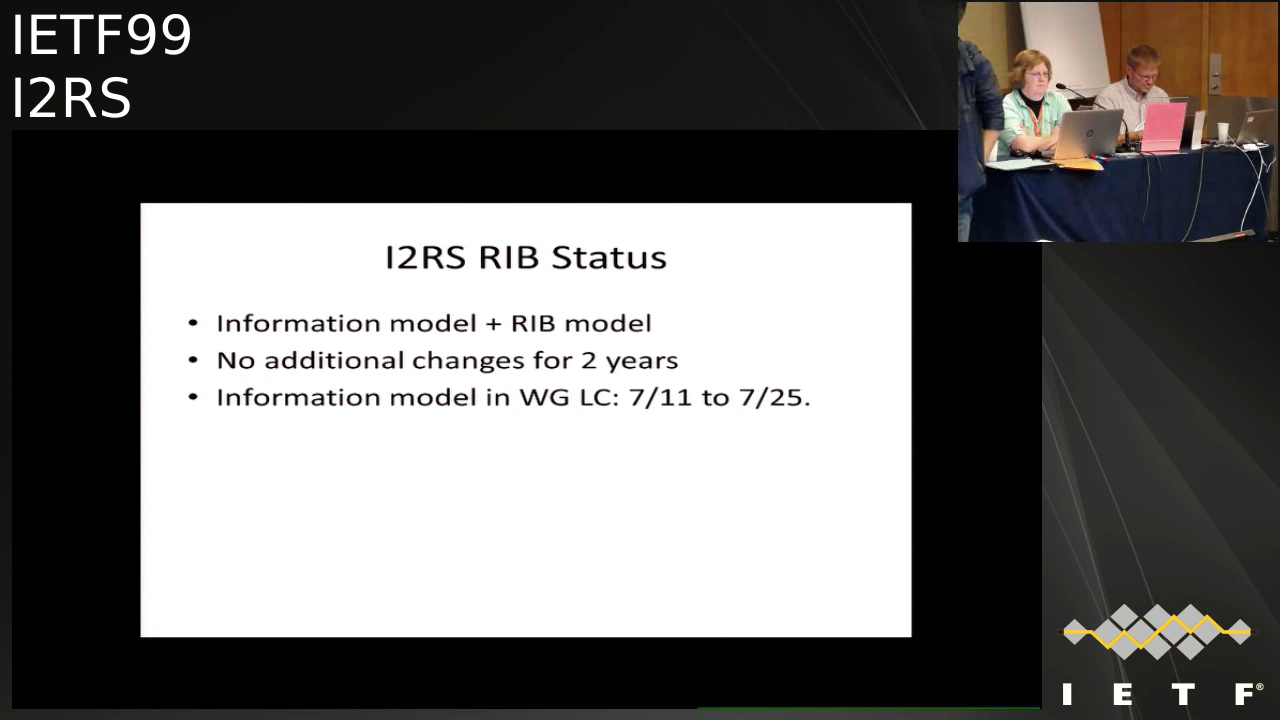 IETF99
I2RS
I2RS RIB Status
• Information model + RIB model
• No additional changes for 2 years
• Information model in WG LC: 7/11 to 7/25.
I E T F®